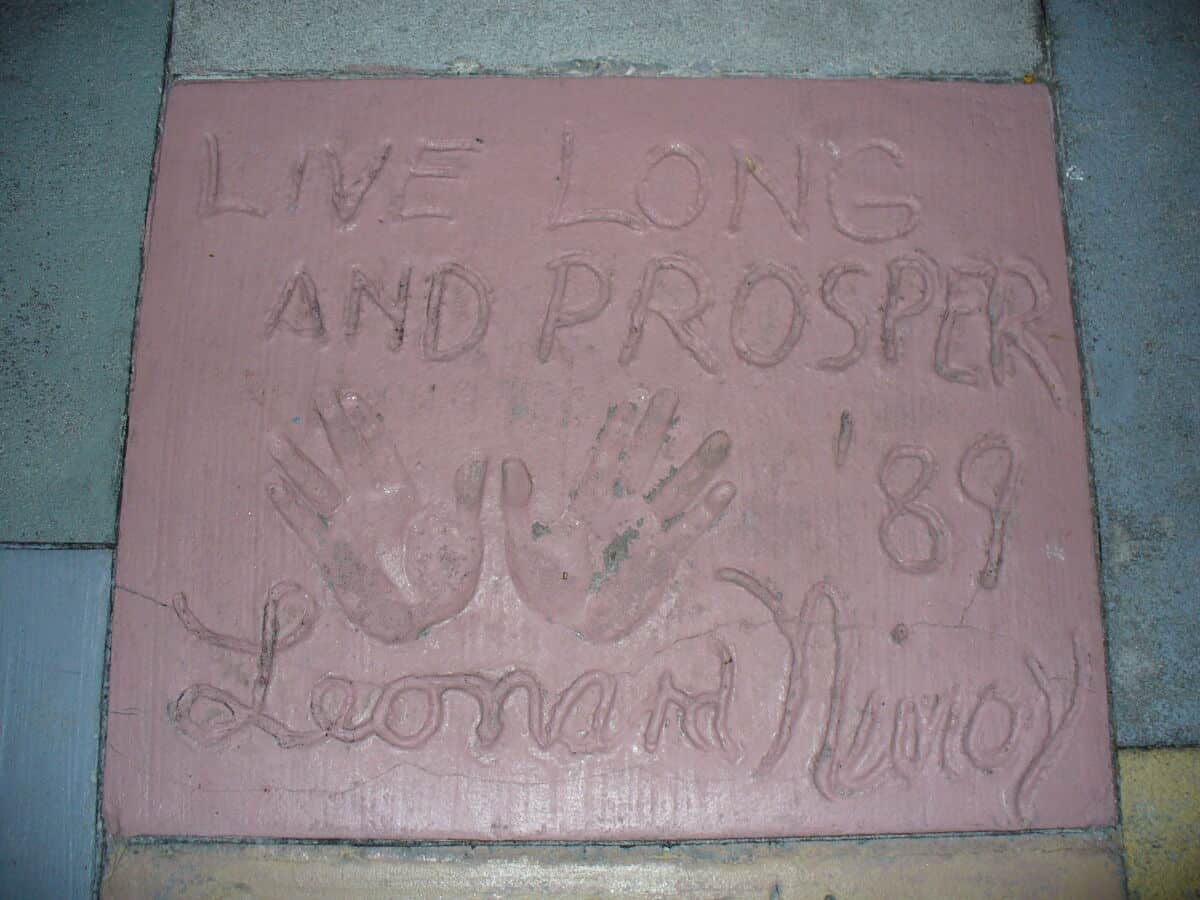 LIVE LONG
AND PROSPER
'89
Leonard Nimoy